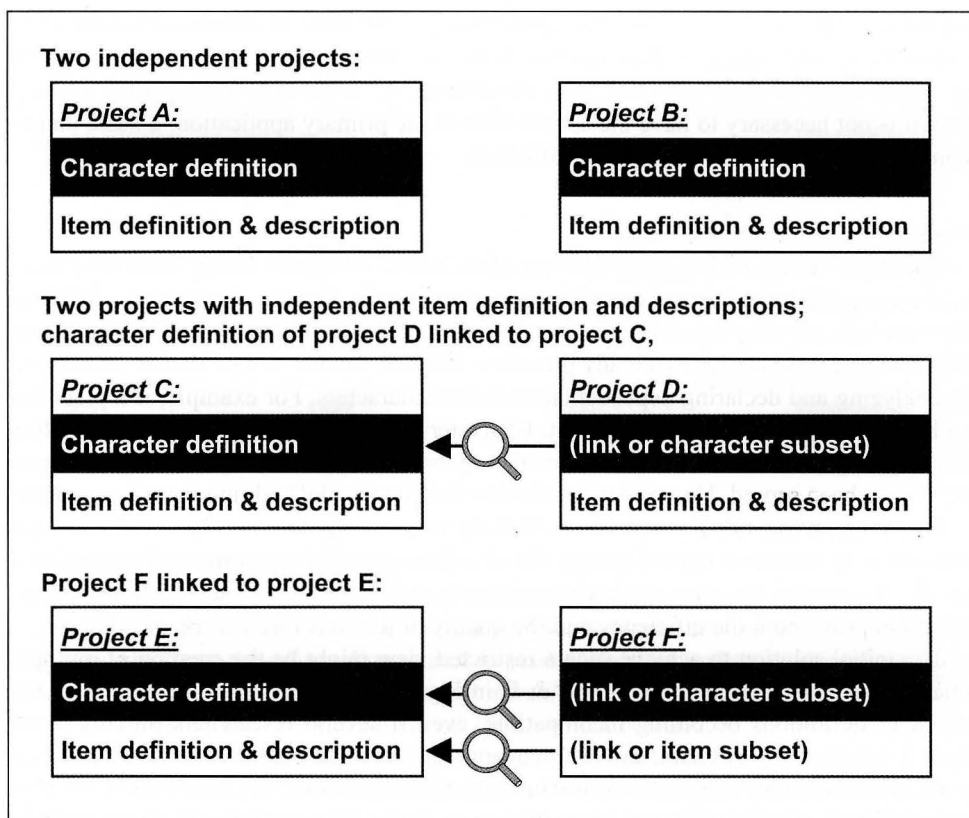 Two independent projects:
Project A:
Character definition
Item definition & description
Project B:
Character definition
Item definition & description
Two projects with independent item definition and descriptions;
character definition of project D linked to project C,
Project C:
Character definition
Item definition & description
Project D:
(link or character subset)
Item definition & description
Project F linked to project E:
Project E:
Character definition
Item definition & description
Project F:
(link or character subset)
(link or item subset)